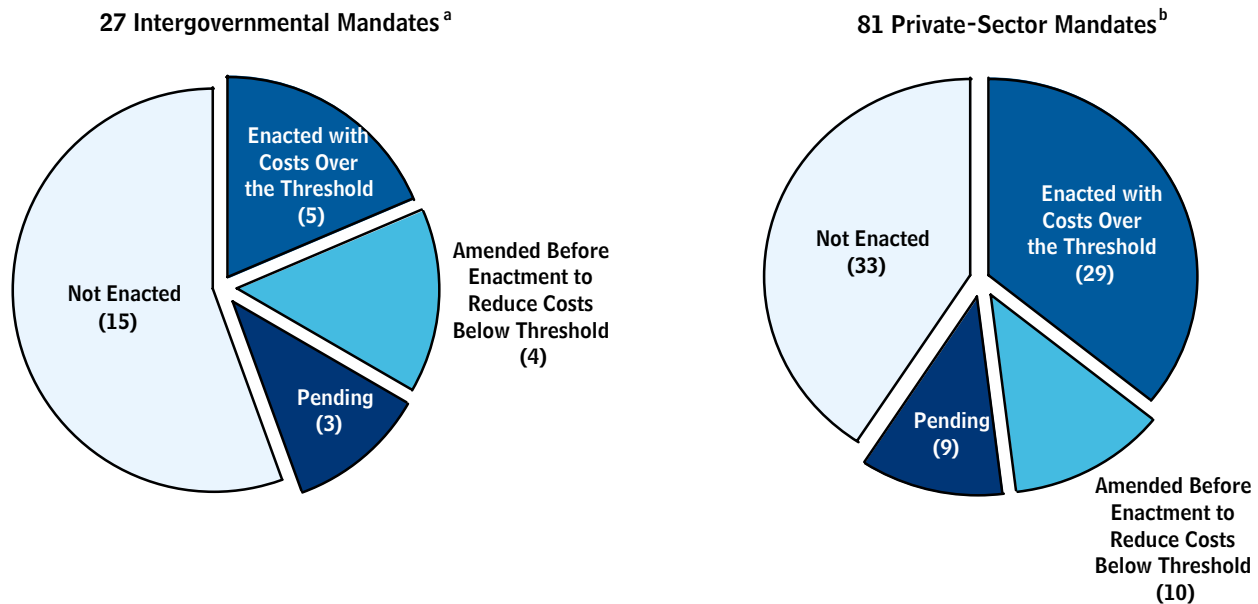 27 Intergovernmental Mandates a
Enacted with
Costs Over
the Threshold
(5)
Amended Before
Enactment to
Reduce Costs
Below Threshold
(4)
Pending
(3)
Not Enacted
(15)
81 Private-Sector Mandates b
Enacted with
Costs Over
the Threshold
(29)
Amended Before
Enactment to
Reduce Costs
Below Threshold
(10)
Pending
(9)
Not Enacted
(33)